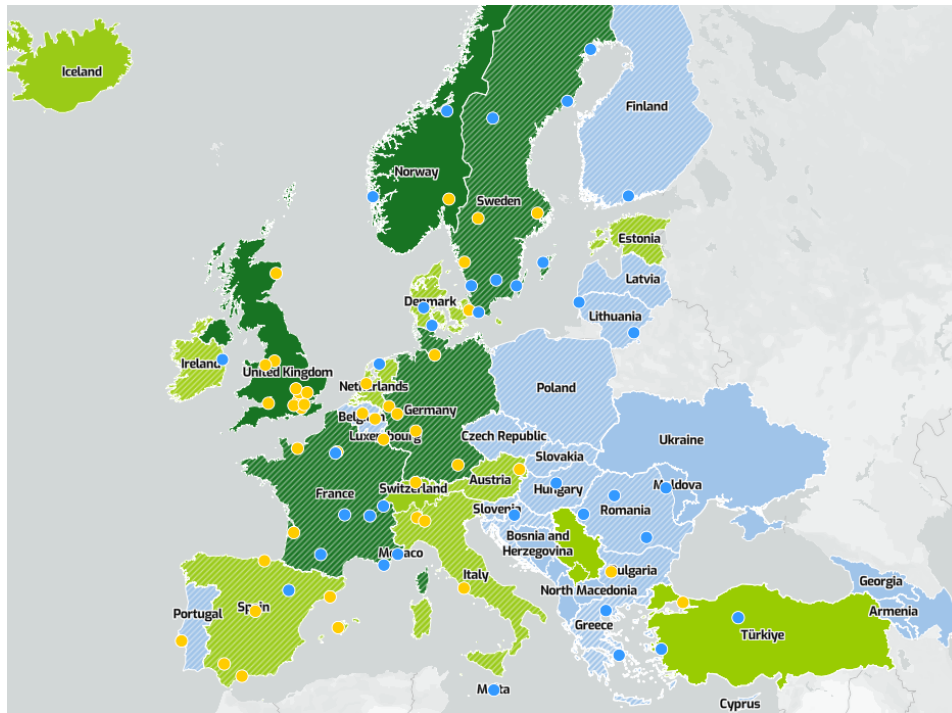 Iceland
Finland
Norway
Sweden
Estonia
Latvia
Denmark
Lithuania
Ireland
United Kingdom
Netherlands
Poland
Belgium
Germany
Luxembourg
Czech Republic
Ukraine
Slovakia
France
Switzerland
Austria
Hungary
Moldova
Slovenia
Romania
Bosnia and
Herzegovina
Monaco
Italy
Bulgaria
North Macedonia
Georgia
Portugal
Spain
Armenia
Greece
Türkiye
Malta
Cyprus